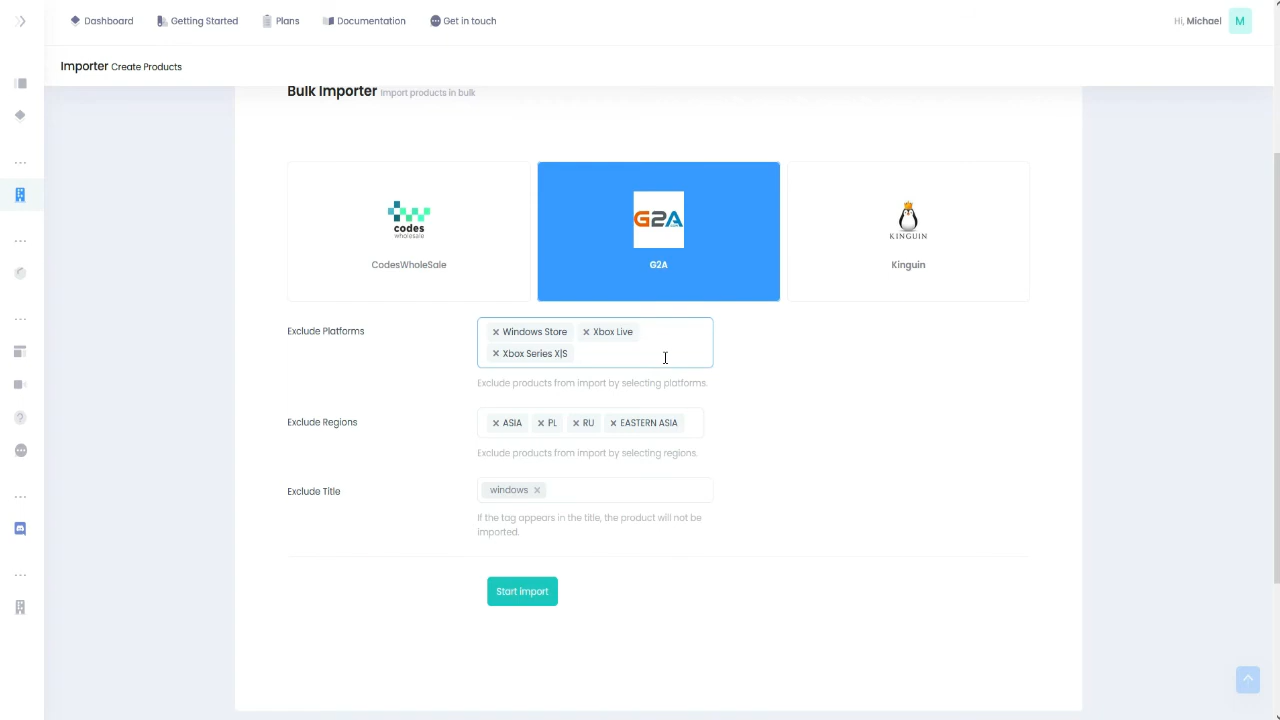 Dashboard Getting Started Plans Documentation Get in touch Hi, Michael M
Importer Create Products
Bulk Importer Import products in bulk
codes
wholesale
G2A
KINGUIN
CodesWholeSale G2A Kinguin
Exclude Platforms
× Windows Store × Xbox Live
× Xbox Series X|S
Exclude products from import by selecting platforms.
Exclude Regions × ASIA × PL × RU × EASTERN ASIA
Exclude products from import by selecting regions.
Exclude Title windows ×
If the tag appears in the title, the product will not be
imported.
Start import